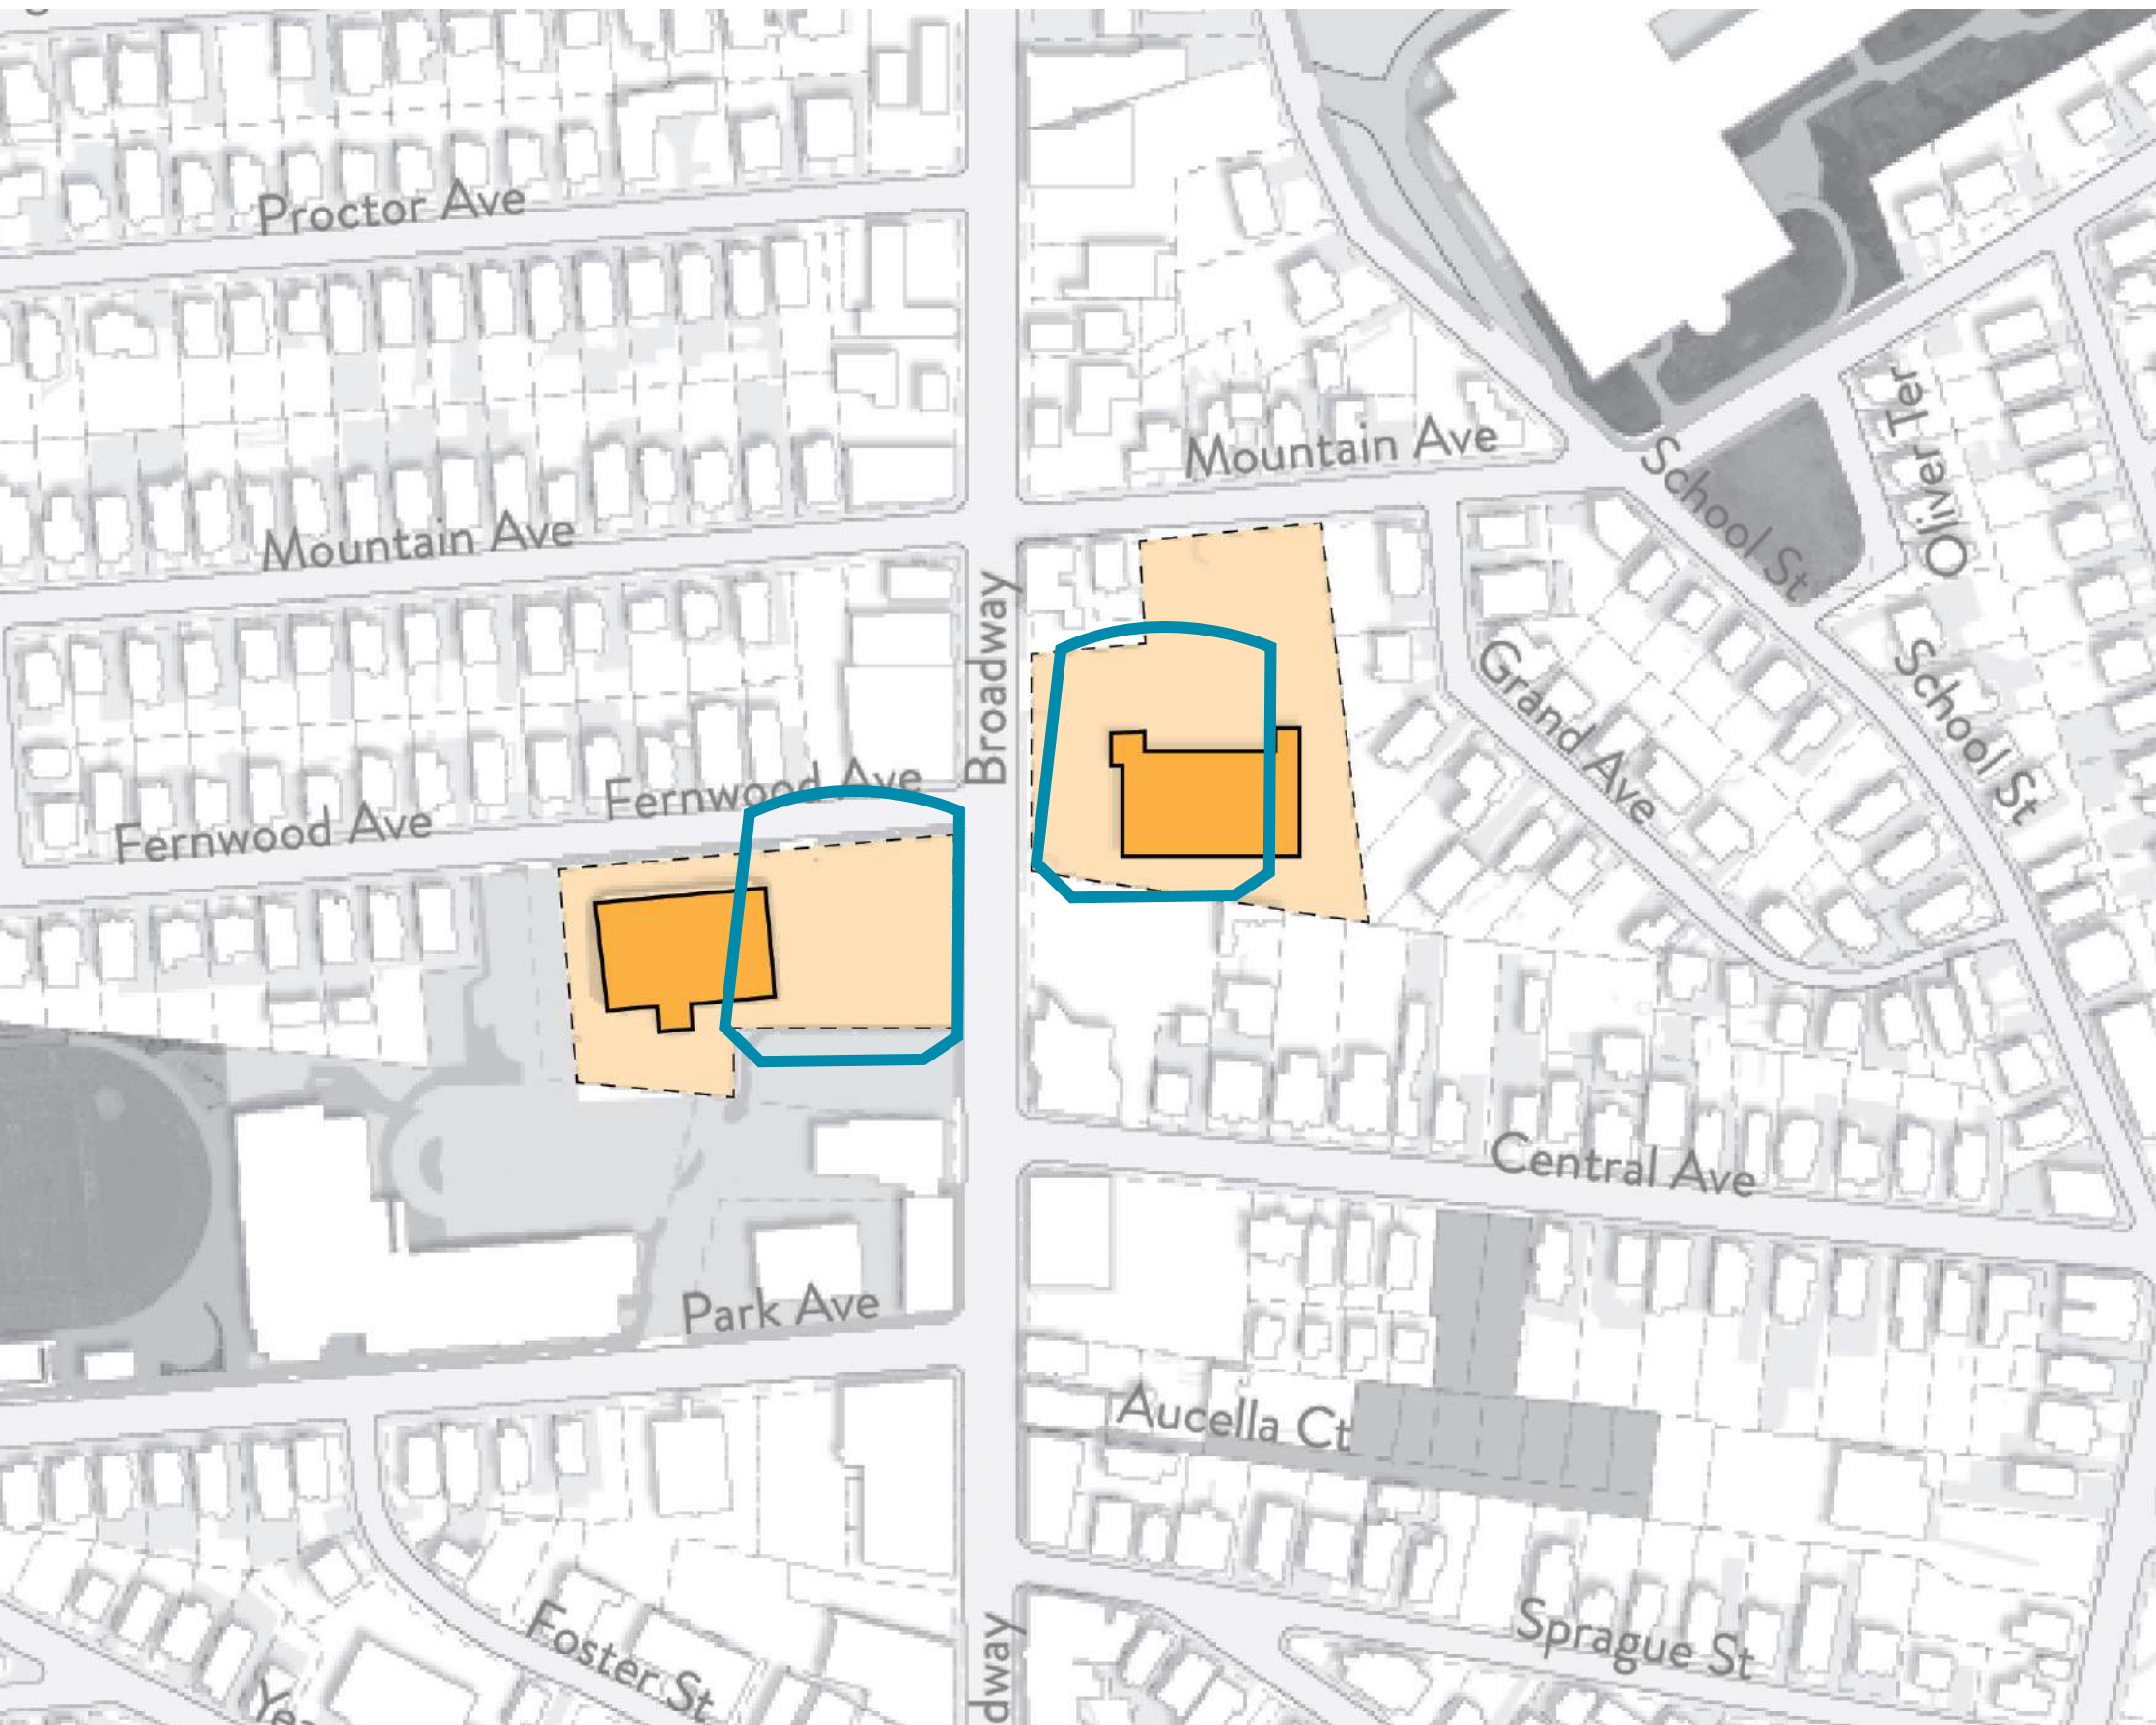 Proctor Ave
Mountain Ave
Mountain Ave
School St
Oliver Ter
Broadway
Grand Ave
School St
Fernwood Ave
Fernwood Ave
Central Ave
Park Ave
Aucella Ct
Foster St
Sprague St
dway
Yea